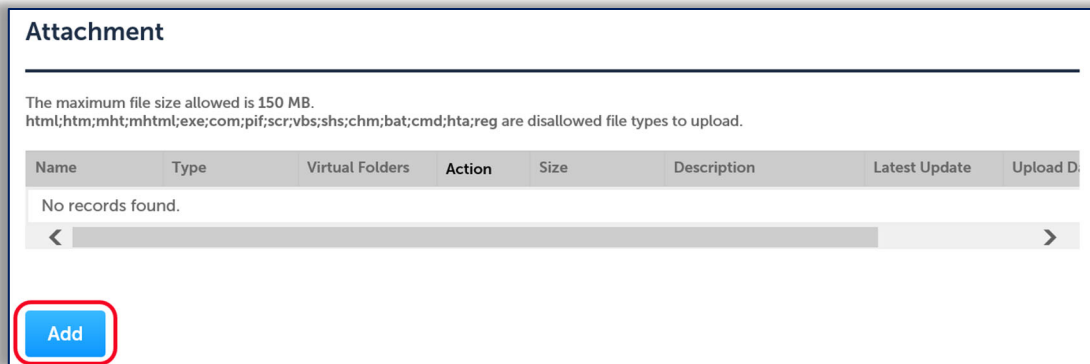 Attachment
The maximum file size allowed is 150 MB.
html;htm;mht;mhtml;exe;com;pif;scr;vbs;shs;chm;bat;cmd;hta;reg are disallowed file types to upload.
Name Type Virtual Folders Action Size Description Latest Update Upload D
No records found.
Add